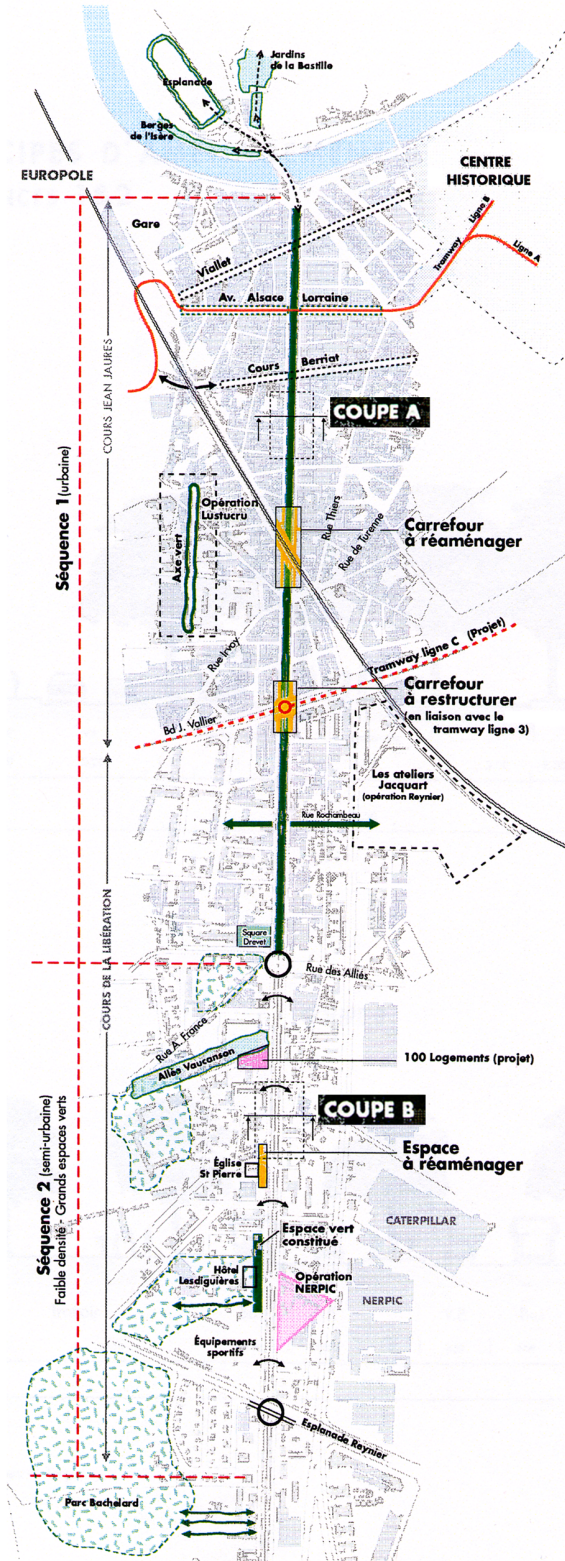 Jardins
de la Bastille
Esplanade
Berges
de l'Isère
EUROPOLE
CENTRE
HISTORIQUE
Gare
Ligne B
Tramway
Ligne A
Viallet
Av. Alsace Lorraine
Cours Berriat
COURS JEAN JAURES
COUPE A
Séquence 1 (urbaine)
Opération
Lustucru
Axe vert
Rue Thiers
Rue de Turenne
Carrefour
à réaménager
Rue Irvoy
Tramway ligne C (Projet)
Bd J. Vallier
Carrefour
à restructurer
(en liaison avec le
tramway ligne 3)
Les ateliers
Jacquart
(opération Reynier)
Rue Rochambeau
COURS DE LA LIBÉRATION
Square
Drevet
Rue des Alliés
Rue A. France
Allée Vaucanson
100 Logements (projet)
COUPE B
Séquence 2 (semi-urbaine)
Faible densité - Grands espaces verts
Église
St Pierre
Espace
à réaménager
CATERPILLAR
Espace vert
constitué
Hôtel
Lesdiguières
Opération
NERPIC
NERPIC
Équipements
sportifs
Esplanade Reynier
Parc Bachelard